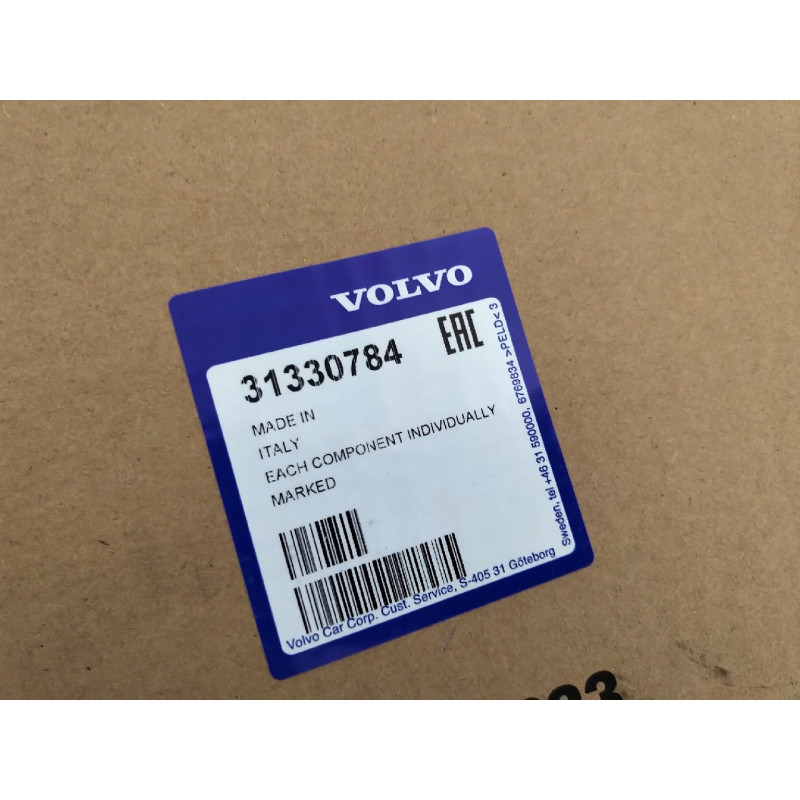 VOLVO
31330784
EAC
MADE IN
ITALY
EACH COMPONENT INDIVIDUALLY
MARKED
Volvo Car Corp. Cust. Service, S-405 31 Göteborg
Sweden, tel +46 31 590000, 6769834 >PELD< 3